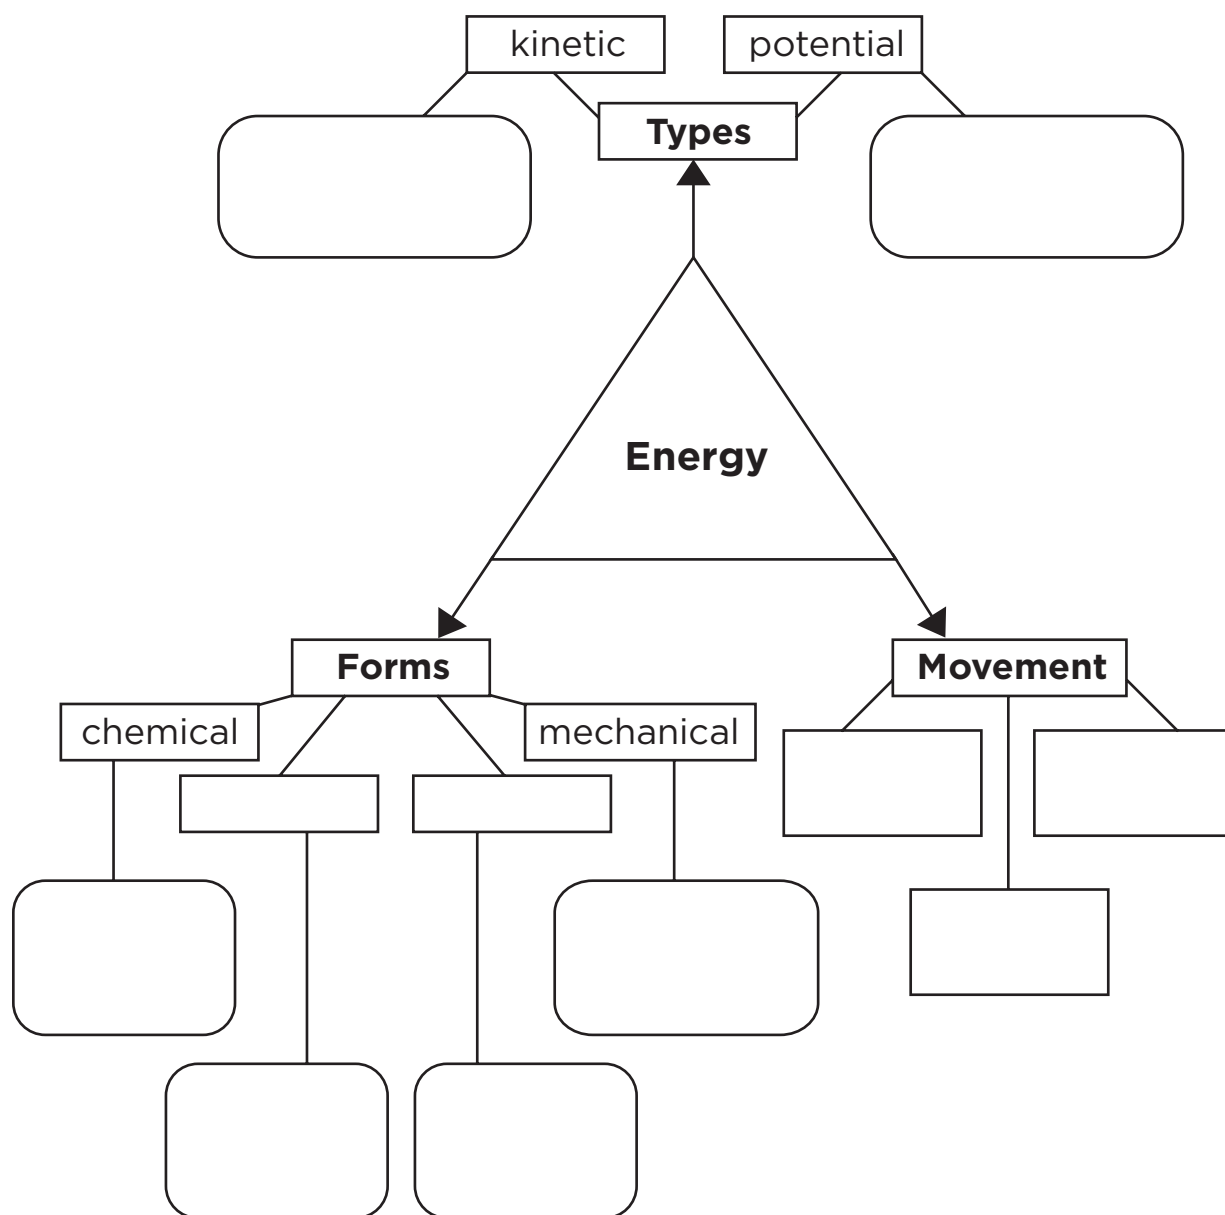 kinetic
potential
Types
Energy
Forms
Movement
chemical
mechanical